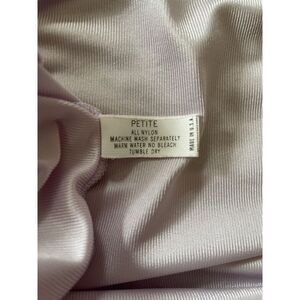 PETITE
ALL NYLON
MACHINE WASH SEPARATELY
WARM WATER NO BLEACH
TUMBLE DRY
MADE IN U.S.A.